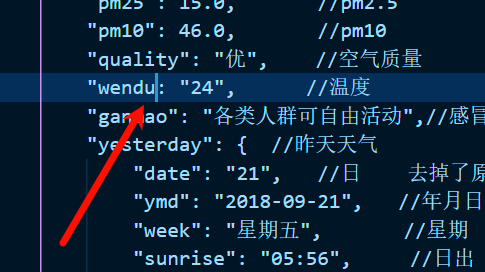 "pm25": 15.0, //pm2.5
"pm10": 46.0, //pm10
"quality": "优", //空气质量
"wendu: "24", //温度
"ganmao": "各类人群可自由活动",//感冒
"yesterday": { //昨天天气
"date": "21", //日 去掉了原
"ymd": "2018-09-21", //年月日
"week": "星期五", //星期
"sunrise": "05:56", //日出